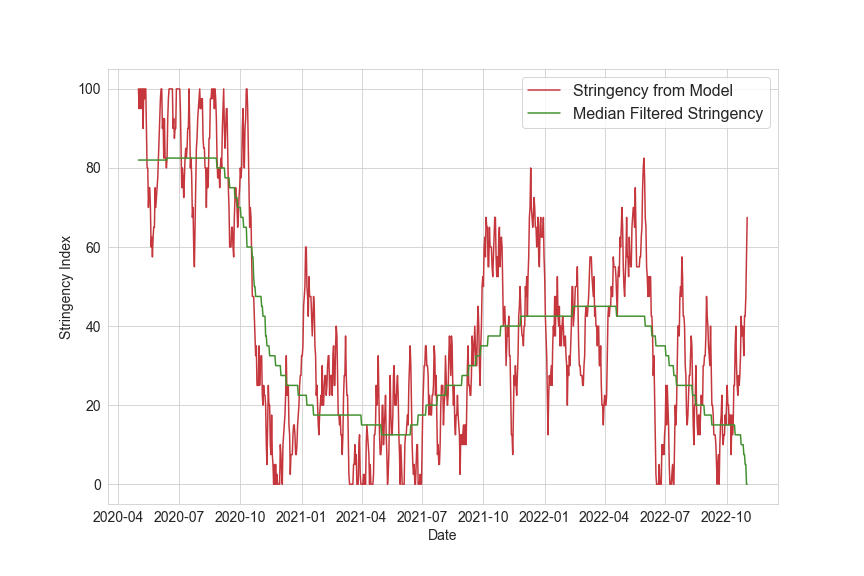 Stringency from Model
Median Filtered Stringency
Stringency Index
100
80
60
40
20
0
2020-04 2020-07 2020-10 2021-01 2021-04 2021-07 2021-10 2022-01 2022-04 2022-07 2022-10
Date